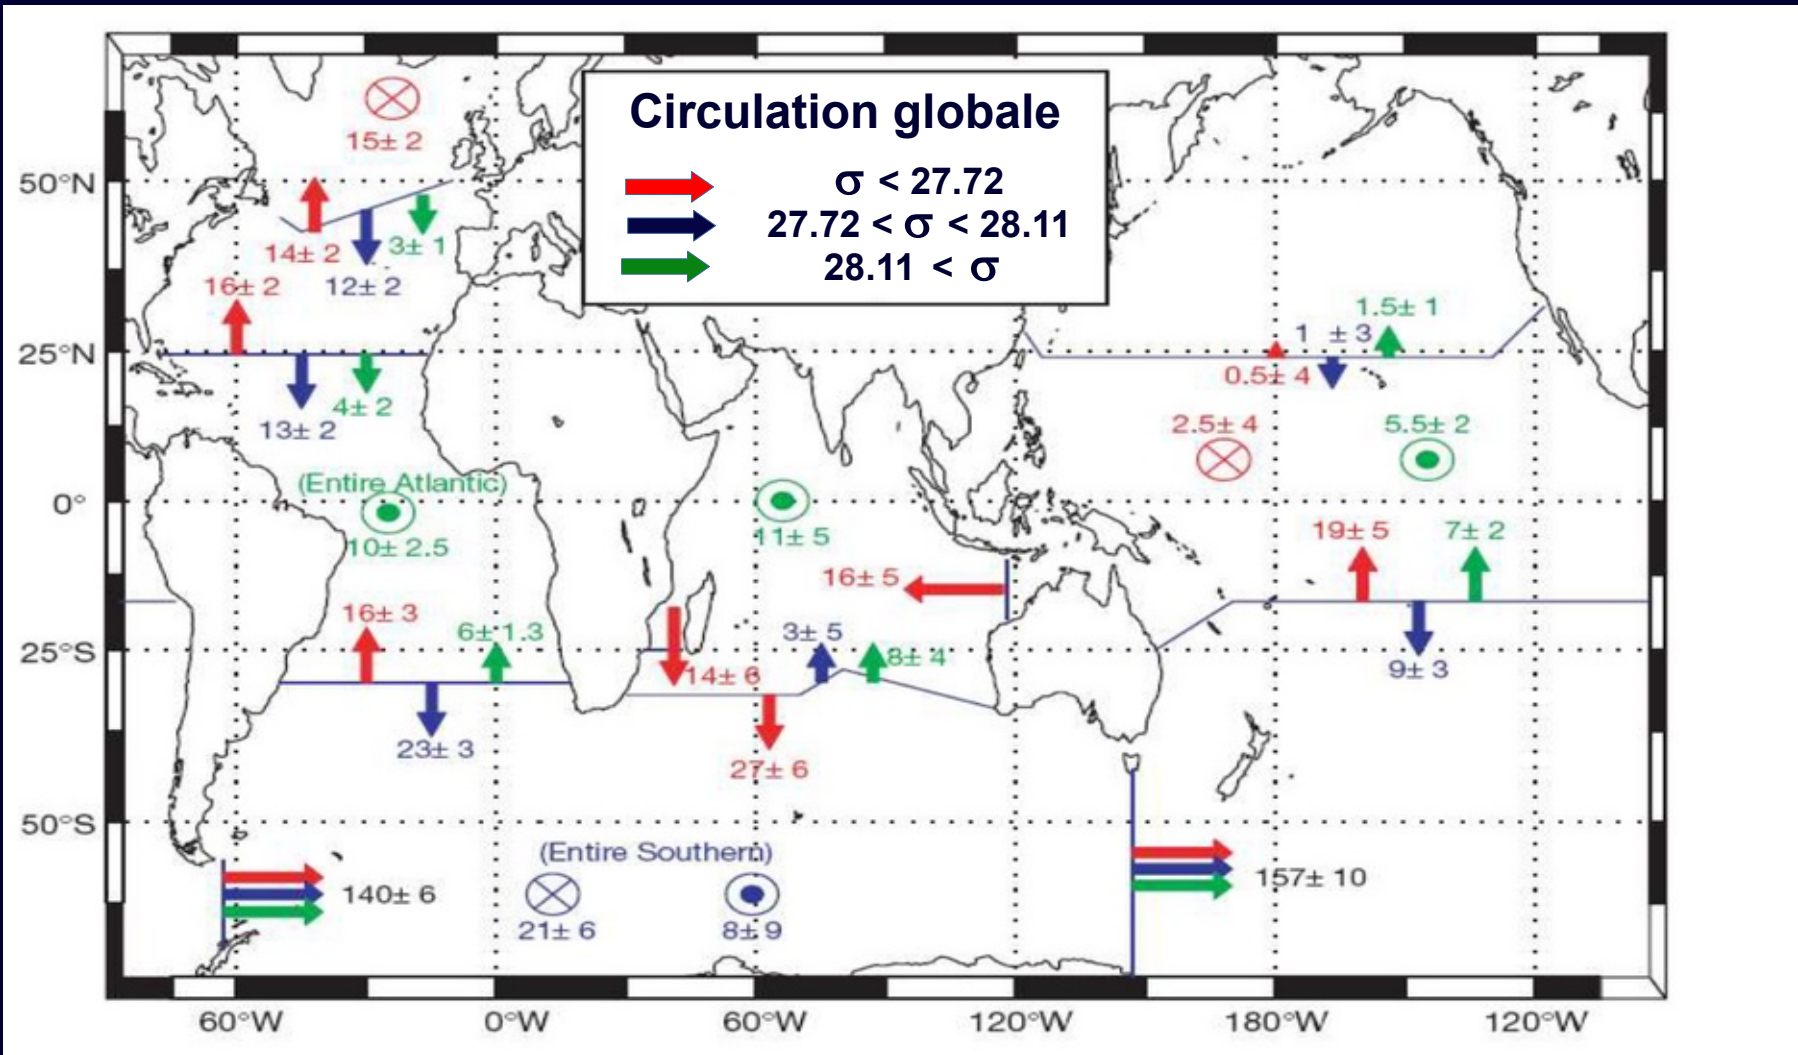 Circulation globale
σ < 27.72
27.72 < σ < 28.11
28.11 < σ
15± 2
50°N
14± 2
3± 1
12± 2
16± 2
1.5± 1
1 ± 3
25°N
0.5± 4
4± 2
13± 2
2.5± 4
5.5± 2
(Entire Atlantic)
0°
10± 2.5
11± 5
19± 5
7± 2
16± 5
16± 3
6± 1.3
3± 5
8± 4
25°S
14± 6
9± 3
23± 3
27± 6
50°S
(Entire Southern)
140± 6
157± 10
21± 6
8± 9
60°W
0°W
60°W
120°W
180°W
120°W